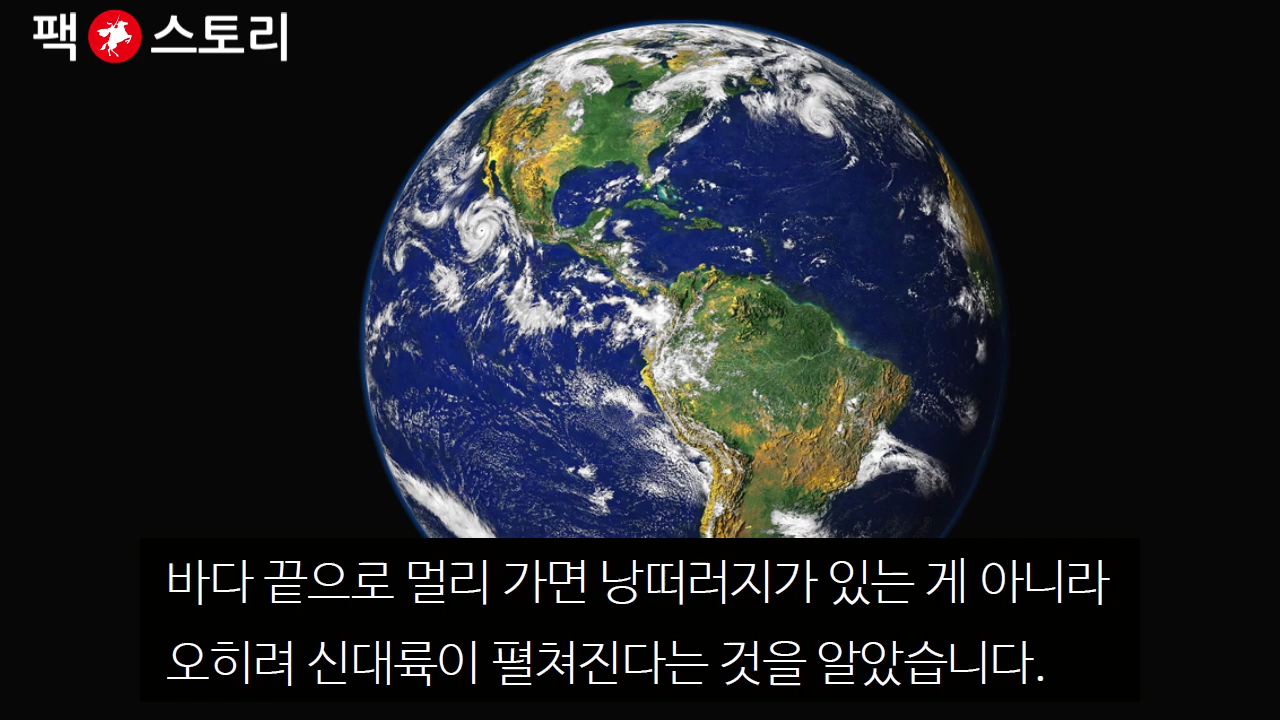 팩 스토리
바다 끝으로 멀리 가면 낭떠러지가 있는 게 아니라
오히려 신대륙이 펼쳐진다는 것을 알았습니다.